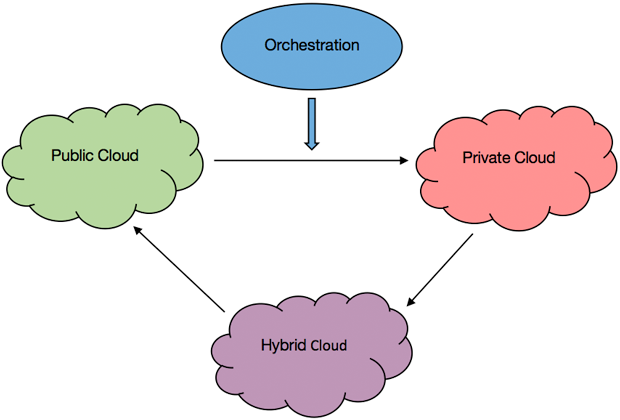 Orchestration
Public Cloud
Private Cloud
Hybrid Cloud